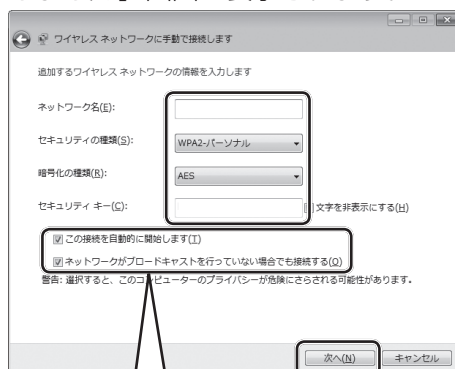 ワイヤレス ネットワークに手動で接続します
追加するワイヤレス ネットワークの情報を入力します
ネットワーク名(E):
セキュリティの種類(S): WPA2-パーソナル
暗号化の種類(R): AES
セキュリティ キー(C): 文字を非表示にする(H)
この接続を自動的に開始します(T)
ネットワークがブロードキャストを行っていない場合でも接続する(O)
警告: 選択すると、このコンピューターのプライバシーが危険にさらされる可能性があります。
次へ(N) キャンセル